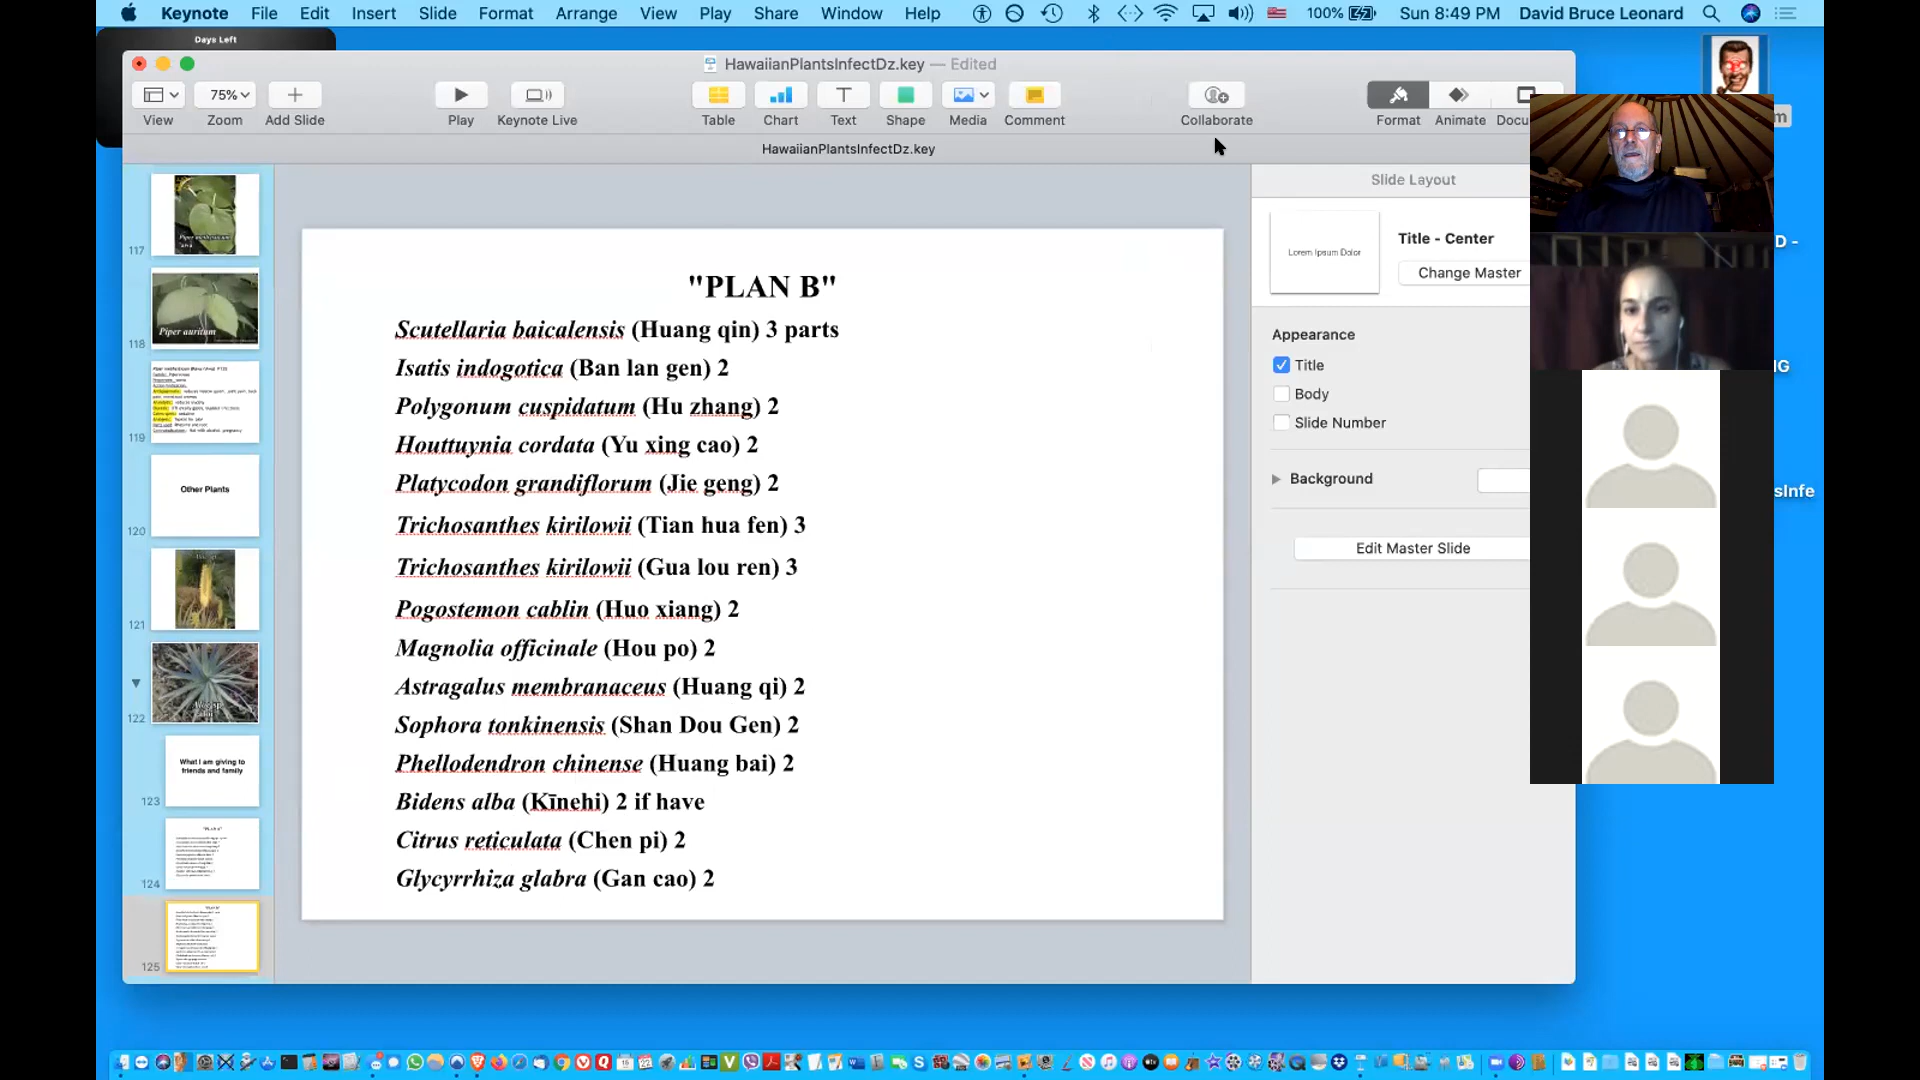 Keynote File Edit Insert Slide Format Arrange View Play Share Window Help 100% Sun 8:49 PM David Bruce Leonard
Days Left
HawaiianPlantsInfectDz.key — Edited
75%
View Zoom Add Slide Play Keynote Live Table Chart Text Shape Media Comment Collaborate Format Animate Docu
HawaiianPlantsInfectDz.key
117
Piper auritum
118
119
Other Plants
120
121
122
What I am giving to
friends and family
123
124
125
"PLAN B"
Scutellaria baicalensis (Huang qin) 3 parts
Isatis indogotica (Ban lan gen) 2
Polygonum cuspidatum (Hu zhang) 2
Houttuynia cordata (Yu xing cao) 2
Platycodon grandiflorum (Jie geng) 2
Trichosanthes kirilowii (Tian hua fen) 3
Trichosanthes kirilowii (Gua lou ren) 3
Pogostemon cablin (Huo xiang) 2
Magnolia officinale (Hou po) 2
Astragalus membranaceus (Huang qi) 2
Sophora tonkinensis (Shan Dou Gen) 2
Phellodendron chinense (Huang bai) 2
Bidens alba (Kīnehi) 2 if have
Citrus reticulata (Chen pi) 2
Glycyrrhiza glabra (Gan cao) 2
Slide Layout
Lorem Ipsum Dolor
Title - Center
Change Master
Appearance
Title
Body
Slide Number
Background
Edit Master Slide
m
D -
IG
sInfe